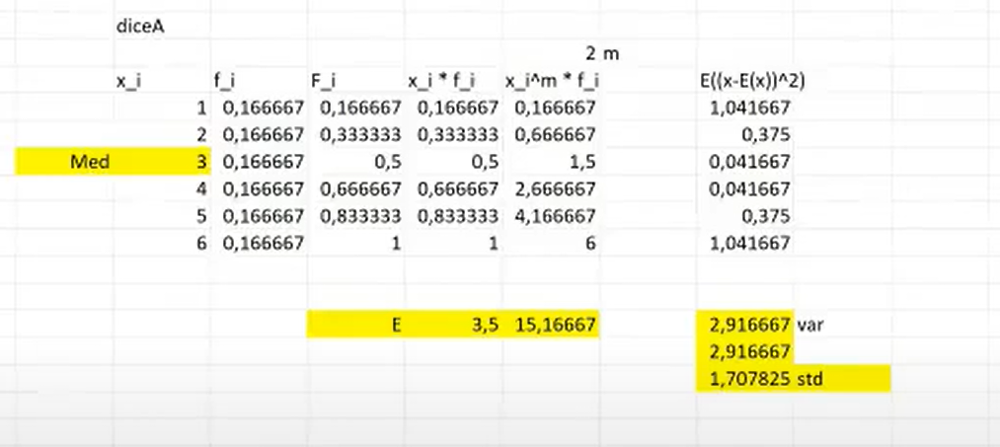 diceA
2 m
x_i f_i F_i x_i * f_i x_i^m * f_i E((x-E(x))^2)
1 0,166667 0,166667 0,166667 0,166667 1,041667
2 0,166667 0,333333 0,333333 0,666667 0,375
Med 3 0,166667 0,5 0,5 1,5 0,041667
4 0,166667 0,666667 0,666667 2,666667 0,041667
5 0,166667 0,833333 0,833333 4,166667 0,375
6 0,166667 1 1 6 1,041667
E 3,5 15,16667 2,916667 var
2,916667
1,707825 std